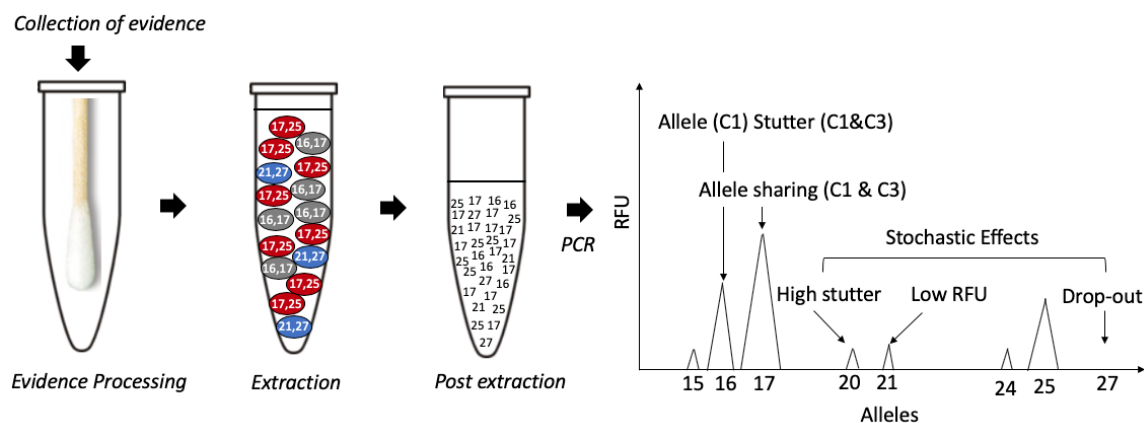 Collection of evidence
Evidence Processing
17,25
16,17
17,25
17,25
21,27
16,17
17,25
16,17
16,17
17,25
17,25
21,27
16,17
17,25
17,25
21,27
Extraction
25 17 16 16
17 27 17 25
21 17 17 17
17 25 25 17
16 17 21
25 16 17
25 27 16
17 17
21 25
25 17
27
Post extraction
PCR
RFU
Allele (C1) Stutter (C1&C3)
Allele sharing (C1 & C3)
Stochastic Effects
High stutter
Low RFU
Drop-out
15 16 17 20 21 24 25 27
Alleles